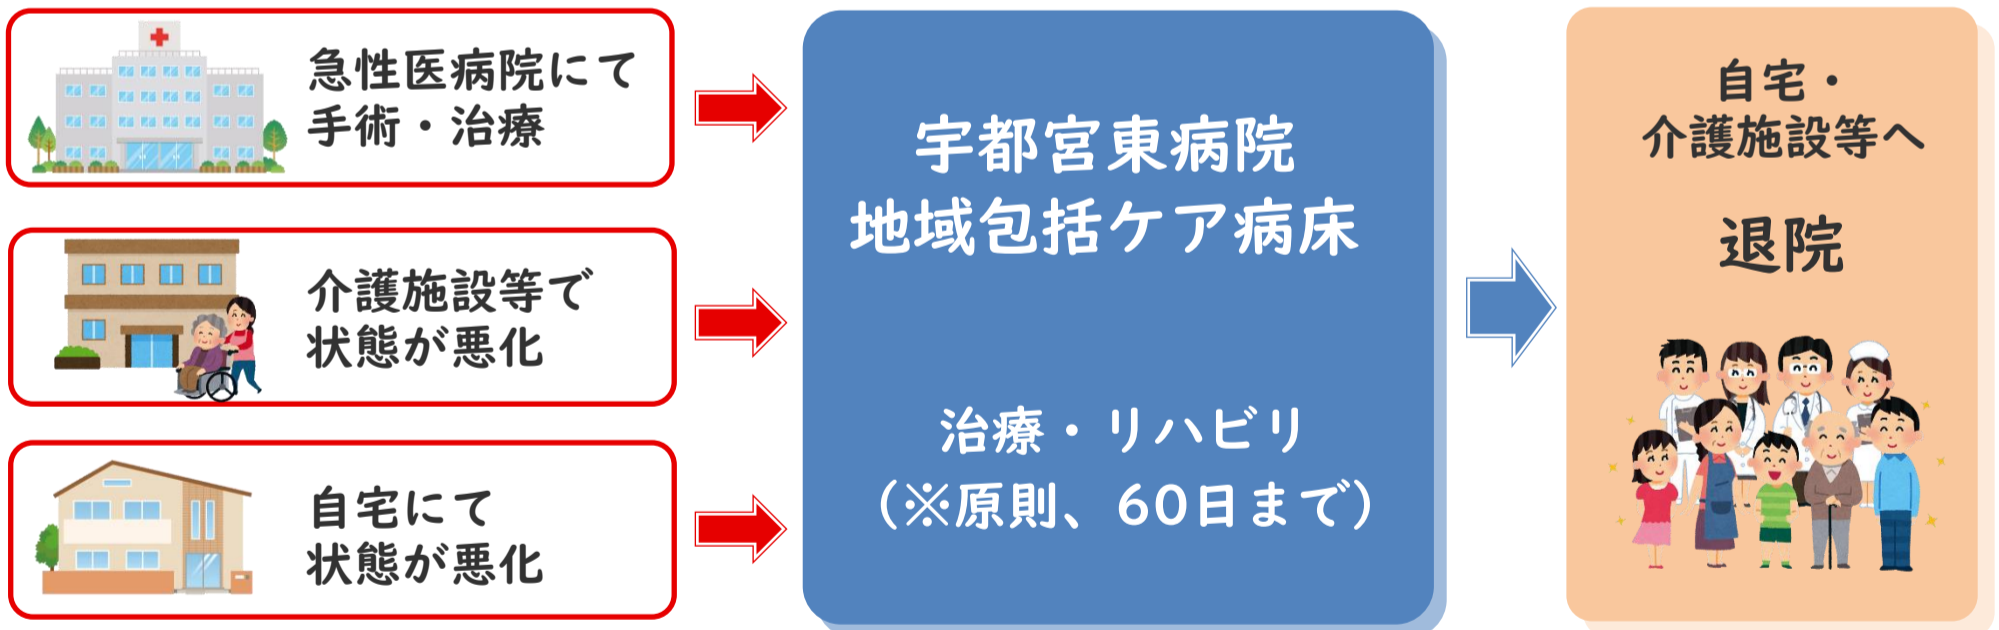 急性医病院にて
手術・治療
介護施設等で
状態が悪化
自宅にて
状態が悪化
宇都宮東病院
地域包括ケア病床
治療・リハビリ
（※原則、60日まで）
自宅・
介護施設等へ
退院